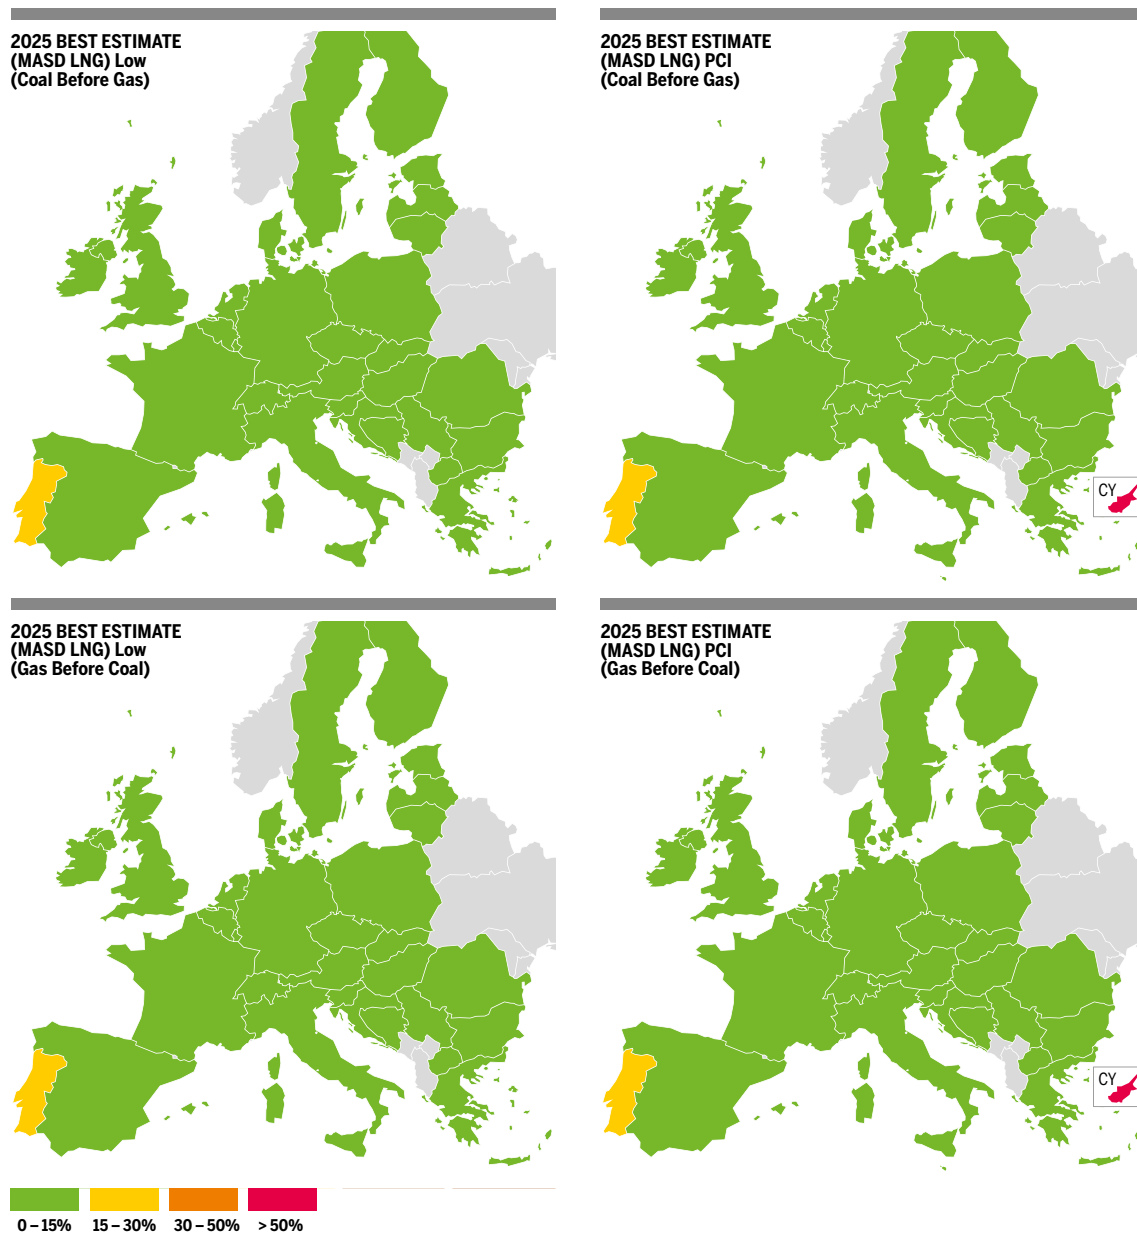 2025 BEST ESTIMATE
(MASD LNG) Low
(Coal Before Gas)
2025 BEST ESTIMATE
(MASD LNG) PCI
(Coal Before Gas)
CY
2025 BEST ESTIMATE
(MASD LNG) Low
(Gas Before Coal)
2025 BEST ESTIMATE
(MASD LNG) PCI
(Gas Before Coal)
CY
0 – 15%
15 – 30%
30 – 50%
> 50%